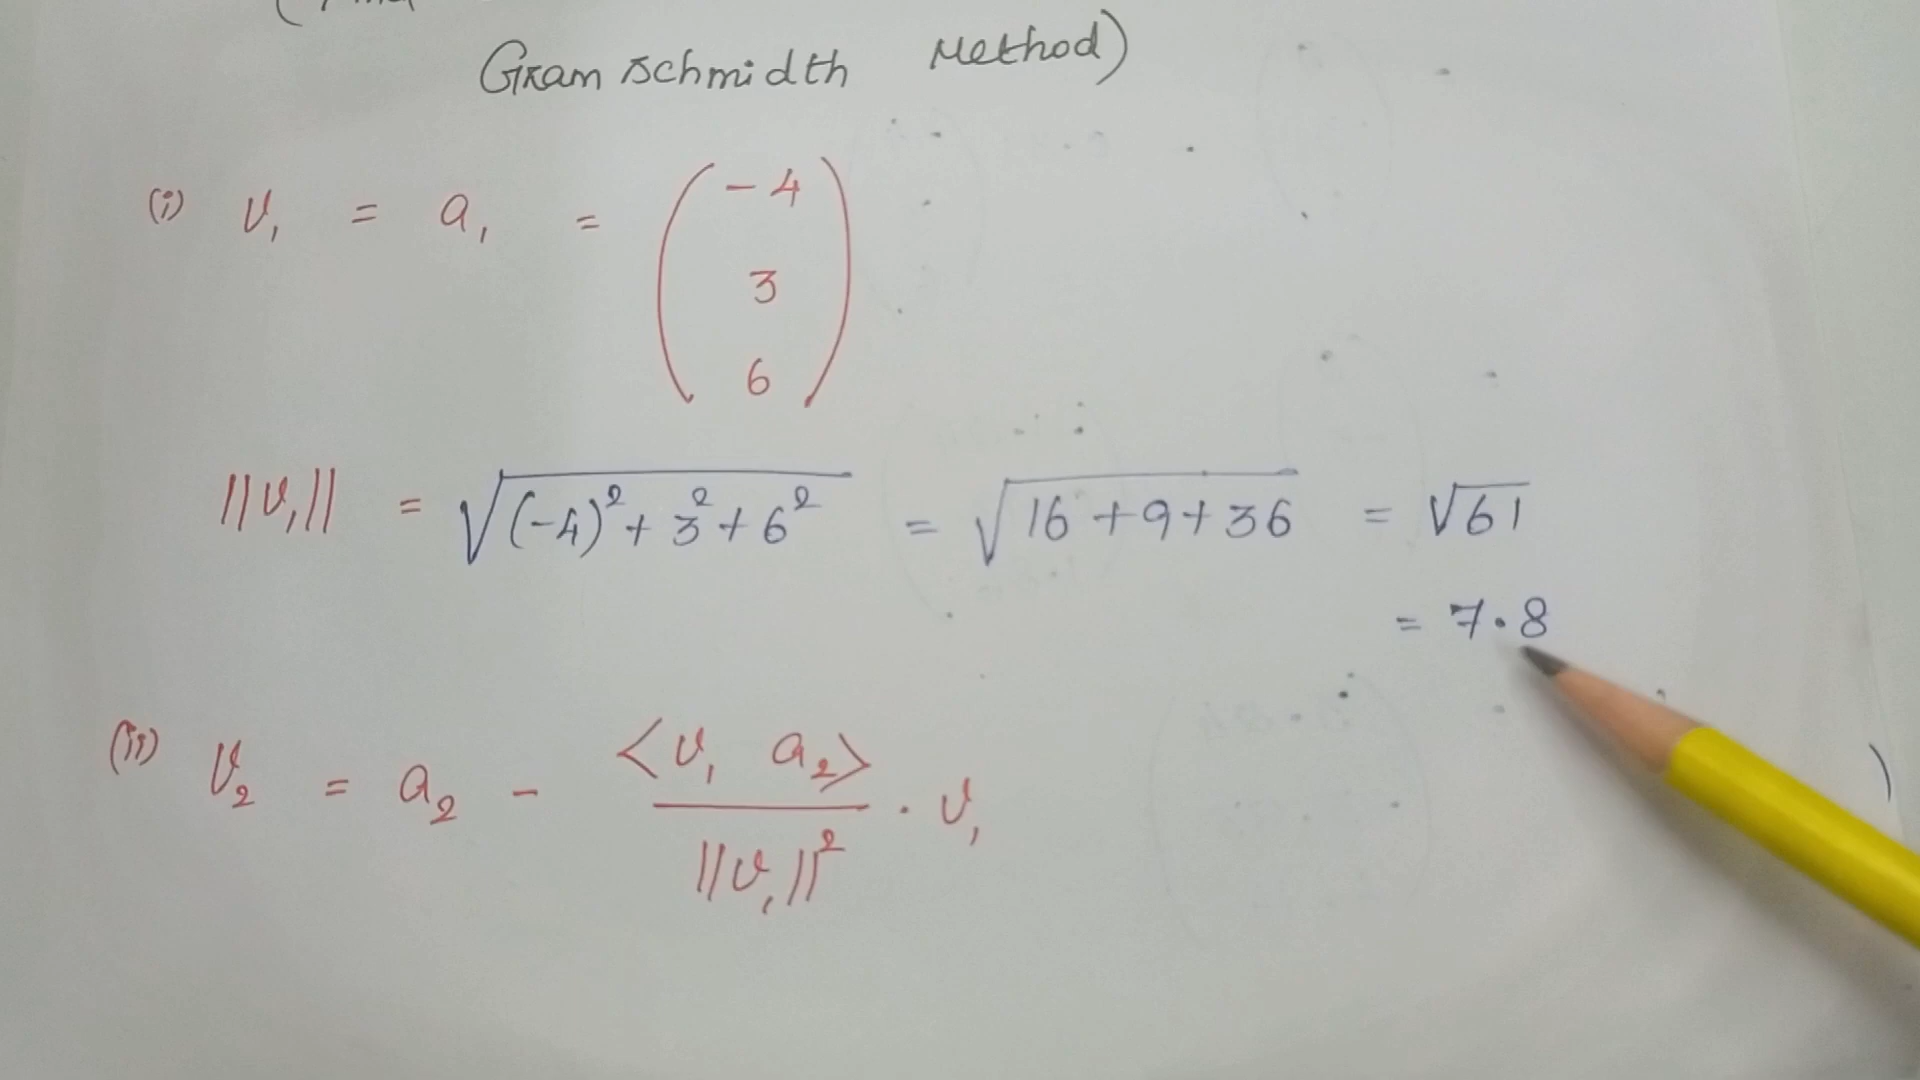 Gram schmidth Method)
(i) v₁ = a₁ = (-4
3
6)
||v₁|| = √(-4)² + 3² + 6² = √16 + 9 + 36 = √61
= 7.8
(ii) v₂ = a₂ - <v₁ a₂> / ||v₁||² . v₁
)